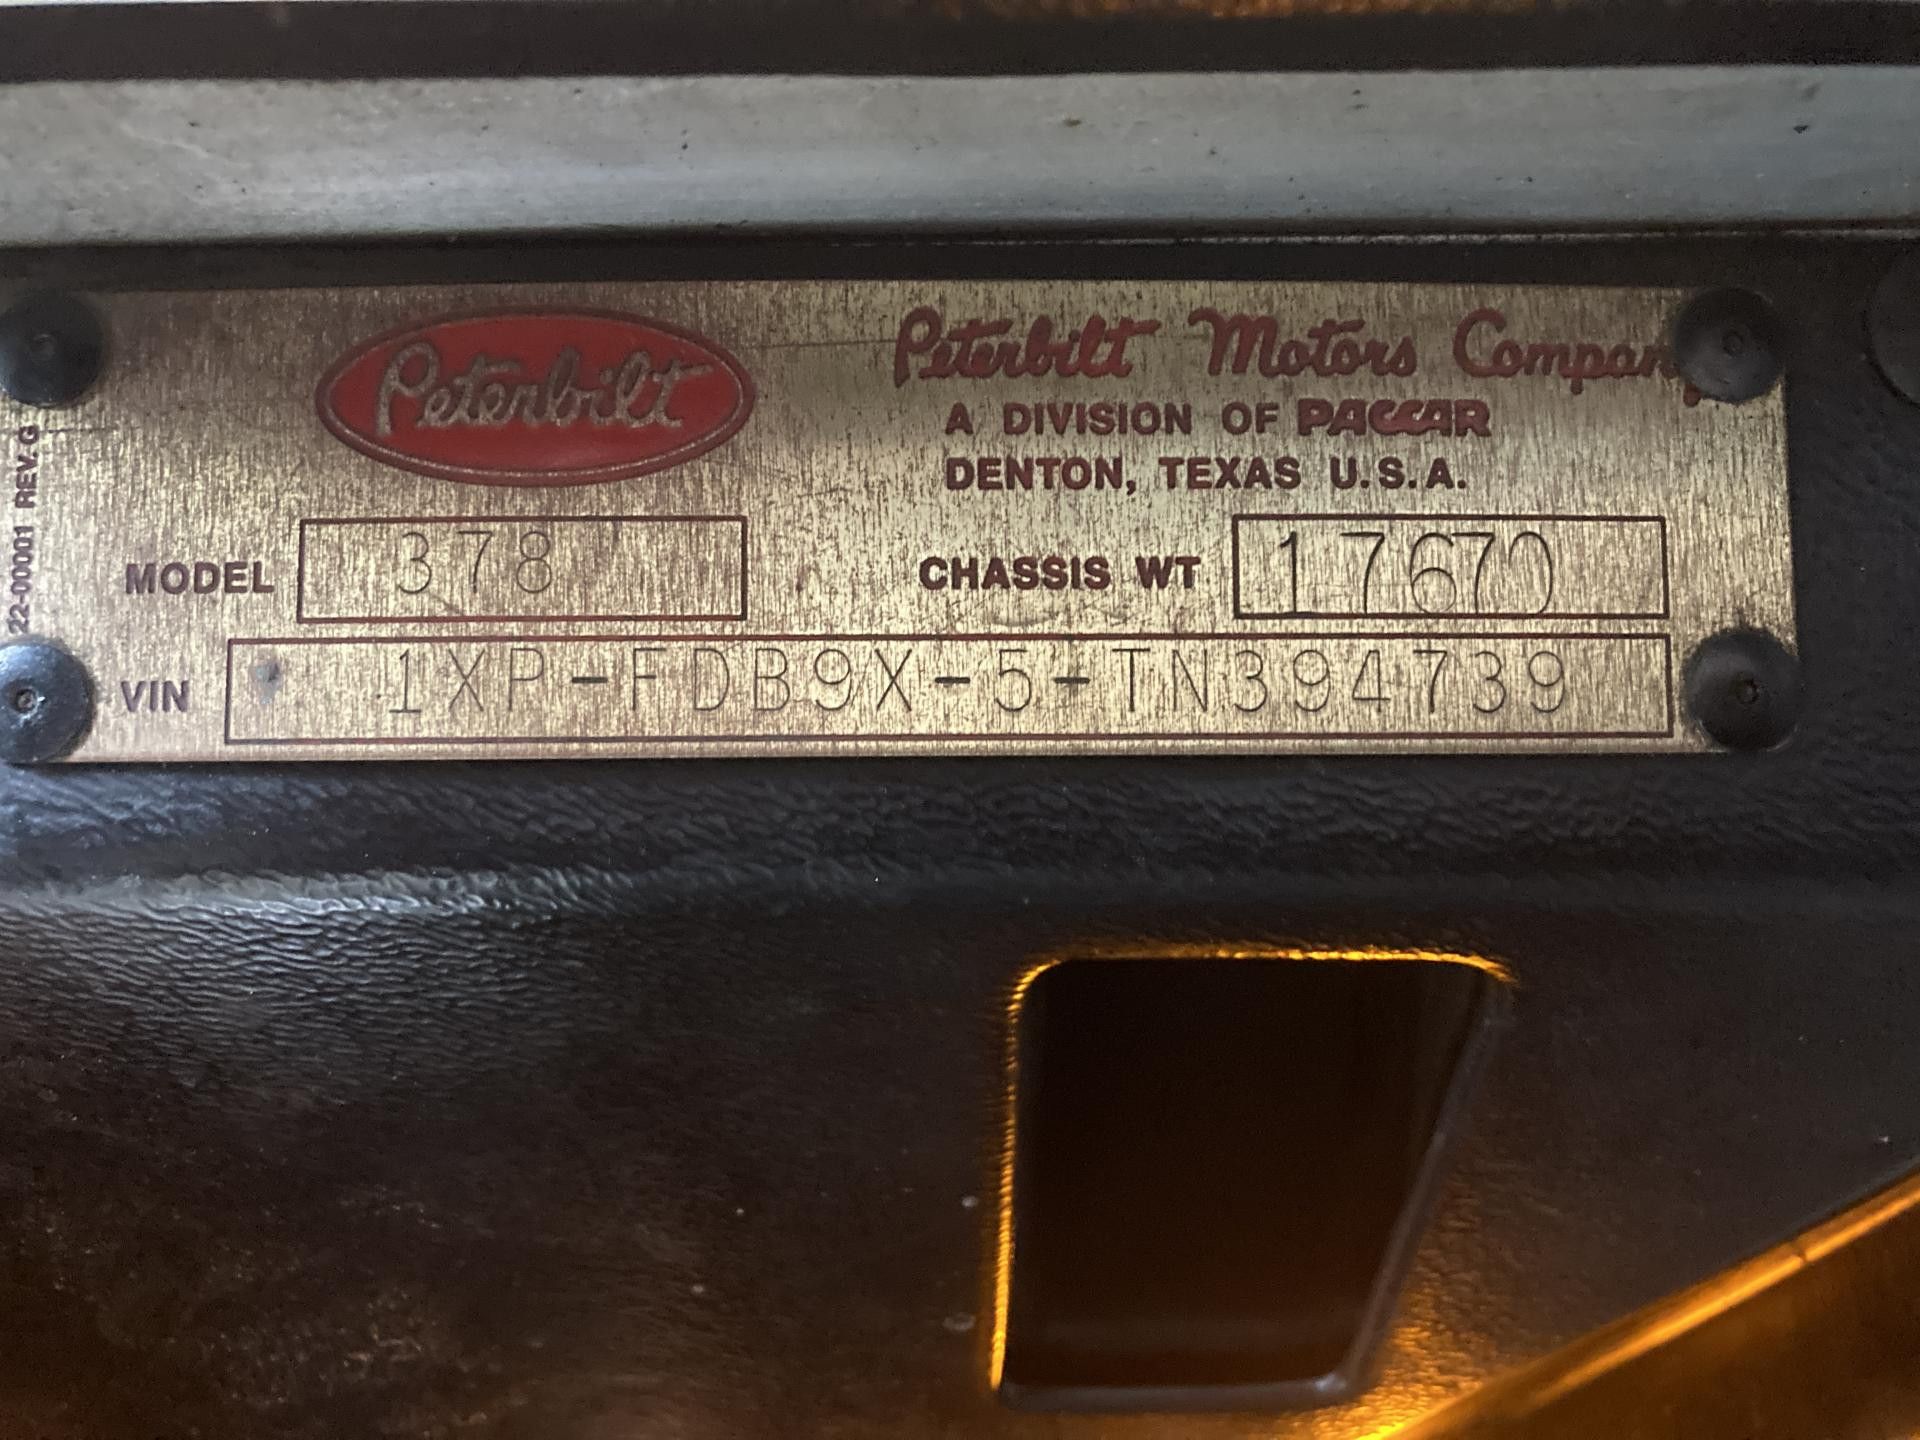 Peterbilt
Peterbilt Motors Company
A DIVISION OF PACCAR
DENTON, TEXAS U.S.A.
22-00001 REV. G
MODEL 378
CHASSIS WT 17670
VIN 1XP-FDB9X-5-TN394739